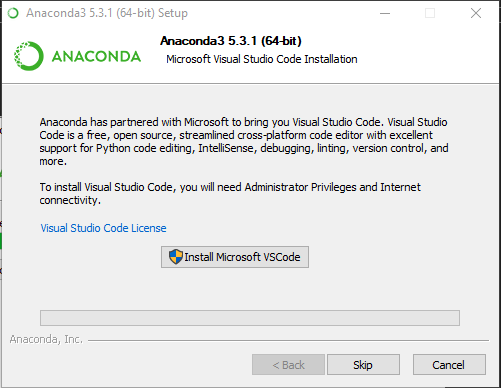 Anaconda3 5.3.1 (64-bit) Setup
ANACONDA
Anaconda3 5.3.1 (64-bit)
Microsoft Visual Studio Code Installation
Anaconda has partnered with Microsoft to bring you Visual Studio Code. Visual Studio
Code is a free, open source, streamlined cross-platform code editor with excellent
support for Python code editing, IntelliSense, debugging, linting, version control, and
more.
To install Visual Studio Code, you will need Administrator Privileges and Internet
connectivity.
Visual Studio Code License
Install Microsoft VSCode
Anaconda, Inc.
< Back
Skip
Cancel